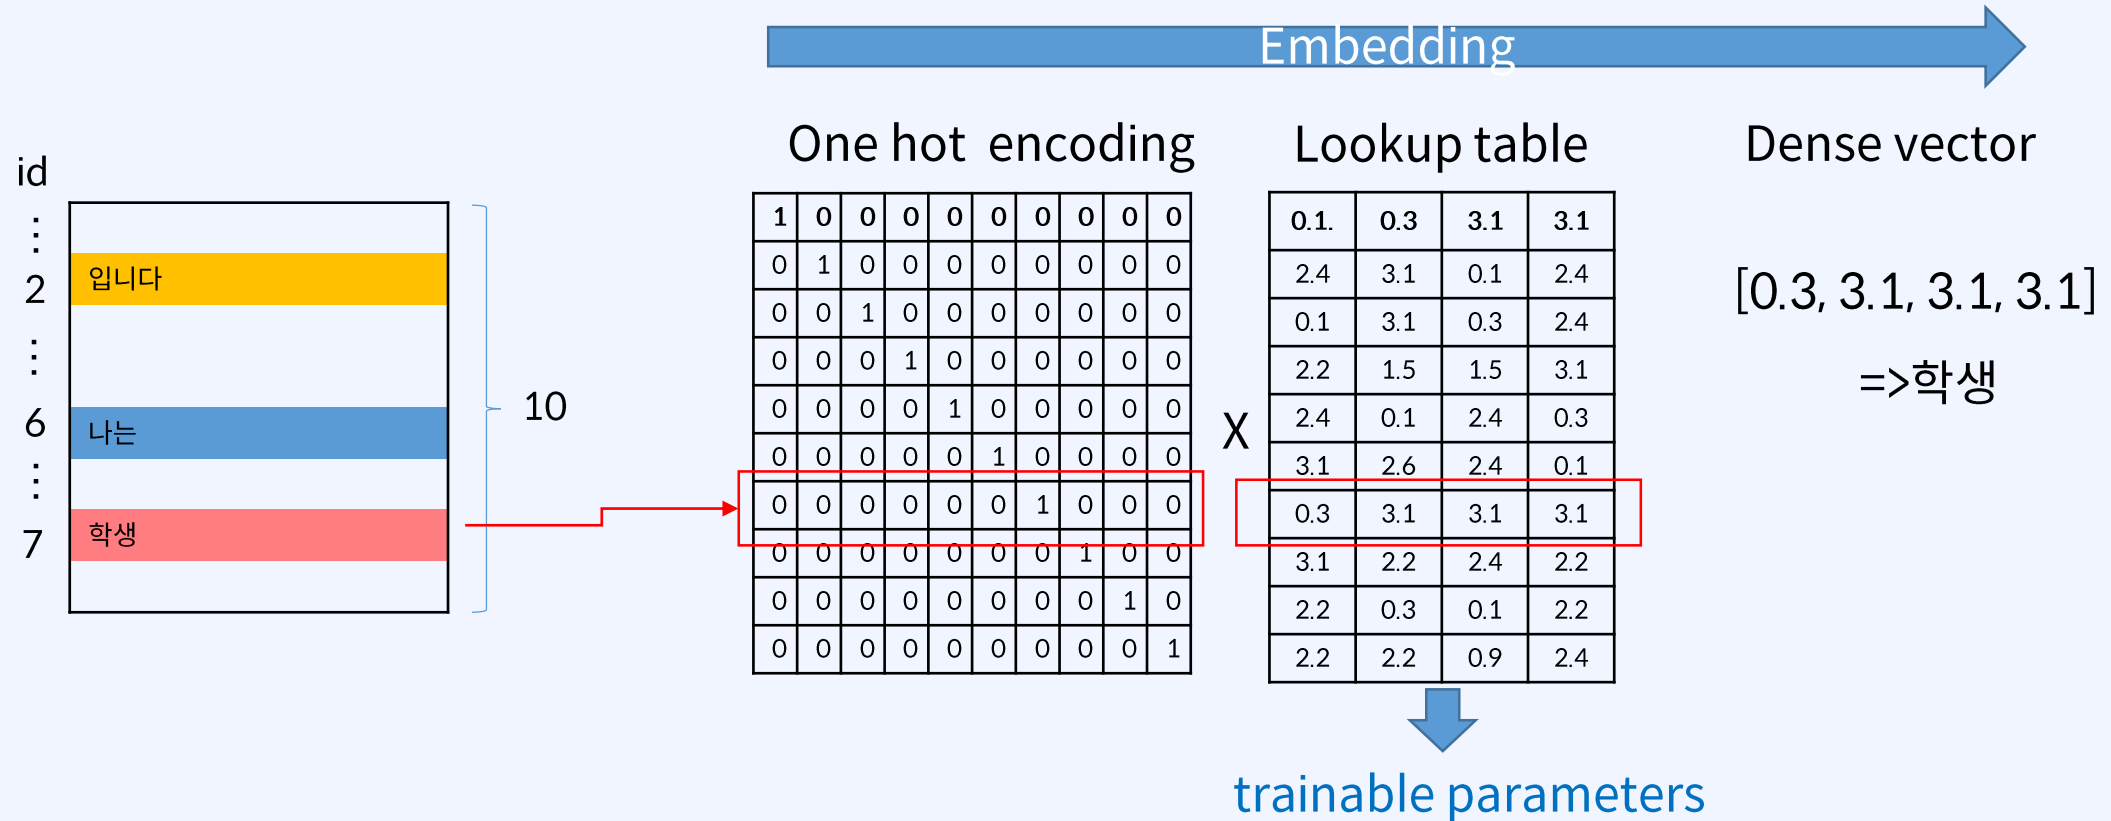 Embedding
One hot  encoding
Lookup table
Dense vector
id
⋮
2
입니다
⋮
6
나는
⋮
7
학생
10
1 0 0 0 0 0 0 0 0 0
0 1 0 0 0 0 0 0 0 0
0 0 1 0 0 0 0 0 0 0
0 0 0 1 0 0 0 0 0 0
0 0 0 0 1 0 0 0 0 0
0 0 0 0 0 1 0 0 0 0
0 0 0 0 0 0 1 0 0 0
0 0 0 0 0 0 0 1 0 0
0 0 0 0 0 0 0 0 1 0
0 0 0 0 0 0 0 0 0 1
X
0.1. 0.3 3.1 3.1
2.4 3.1 0.1 2.4
0.1 3.1 0.3 2.4
2.2 1.5 1.5 3.1
2.4 0.1 2.4 0.3
3.1 2.6 2.4 0.1
0.3 3.1 3.1 3.1
3.1 2.2 2.4 2.2
2.2 0.3 0.1 2.2
2.2 2.2 0.9 2.4
[0.3, 3.1, 3.1, 3.1]
=>학생
trainable parameters